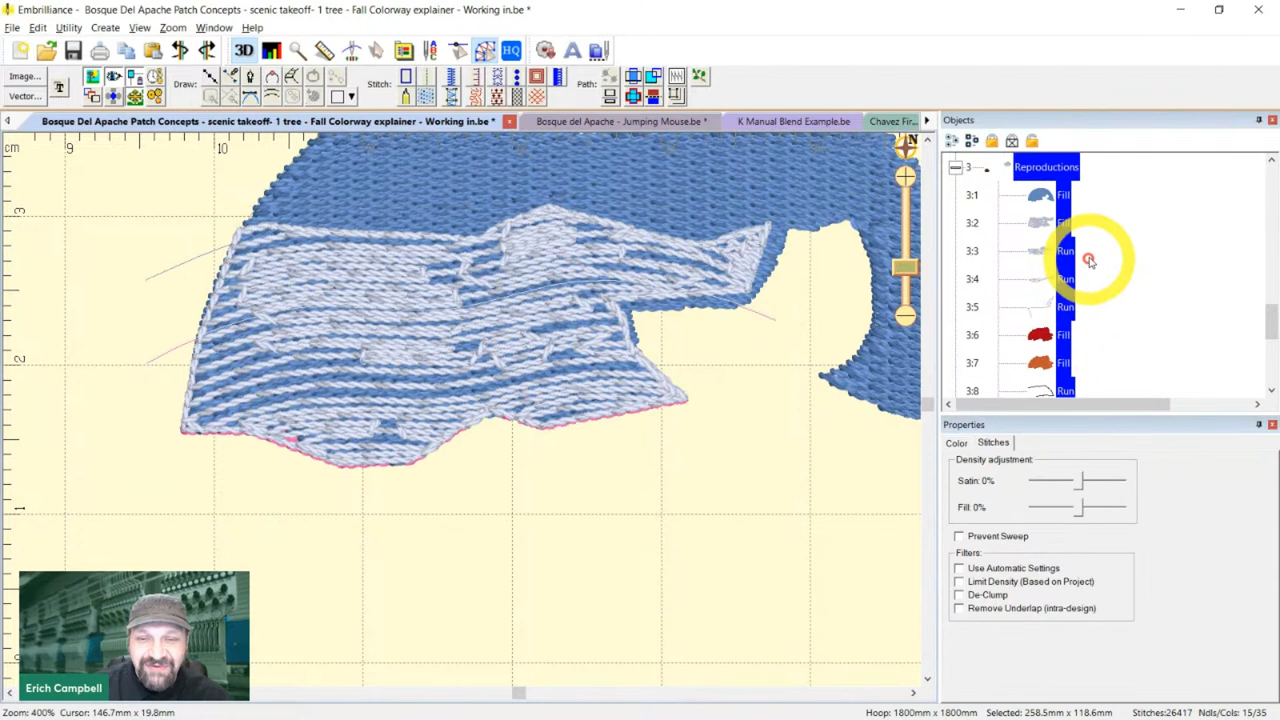 Embrilliance - Bosque Del Apache Patch Concepts - scenic takeoff- 1 tree - Fall Colorway explainer - Working in.be *
File Edit Utility Create View Zoom Window Help
3D HQ
Image... Draw: Stitch: Path:
Vector...
Bosque Del Apache Patch Concepts - scenic takeoff- 1 tree - Fall Colorway explainer - Working in.be * Bosque del Apache - Jumping Mouse.be * K Manual Blend Example.be Chavez Fir...
cm 9 10
N
3
2
1
Objects
3 Reproductions
3:1 Fill
3:2 Fill
3:3 Run
3:4 Run
3:5 Run
3:6 Fill
3:7 Fill
3:8 Run
Properties
Color Stitches
Density adjustment:
Satin: 0%
Fill: 0%
Prevent Sweep
Filters:
Use Automatic Settings
Limit Density (Based on Project)
De-Clump
Remove Underlap (intra-design)
Erich Campbell
Zoom: 400% Cursor: 146.7mm x 19.8mm Hoop: 1800mm x 1800mm Selected: 258.5mm x 118.6mm Stitches:26417 Ndls/Cols: 15/35